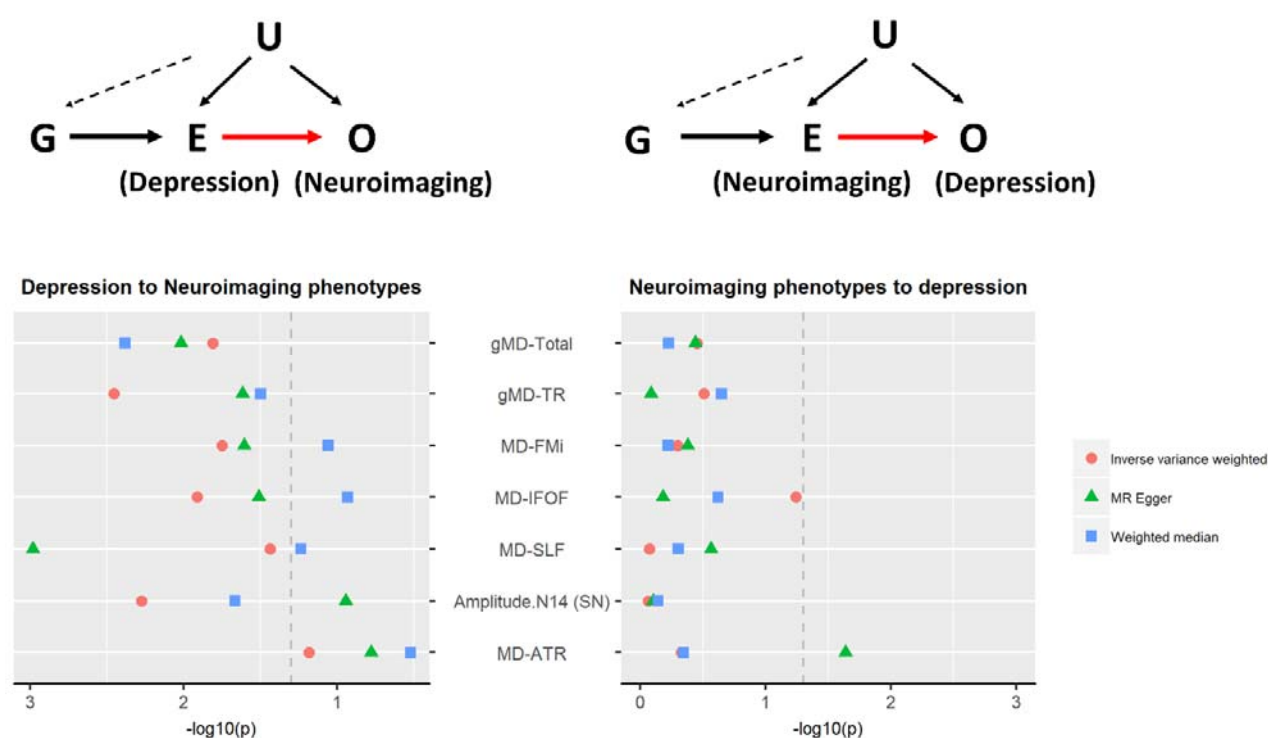 U
G E O
(Depression) (Neuroimaging)
U
G E O
(Neuroimaging) (Depression)
Depression to Neuroimaging phenotypes
Neuroimaging phenotypes to depression
gMD-Total
gMD-TR
MD-FMi
MD-IFOF
MD-SLF
Amplitude.N14 (SN)
MD-ATR
3 2 1
-log10(p)
0 1 2 3
-log10(p)
Inverse variance weighted
MR Egger
Weighted median